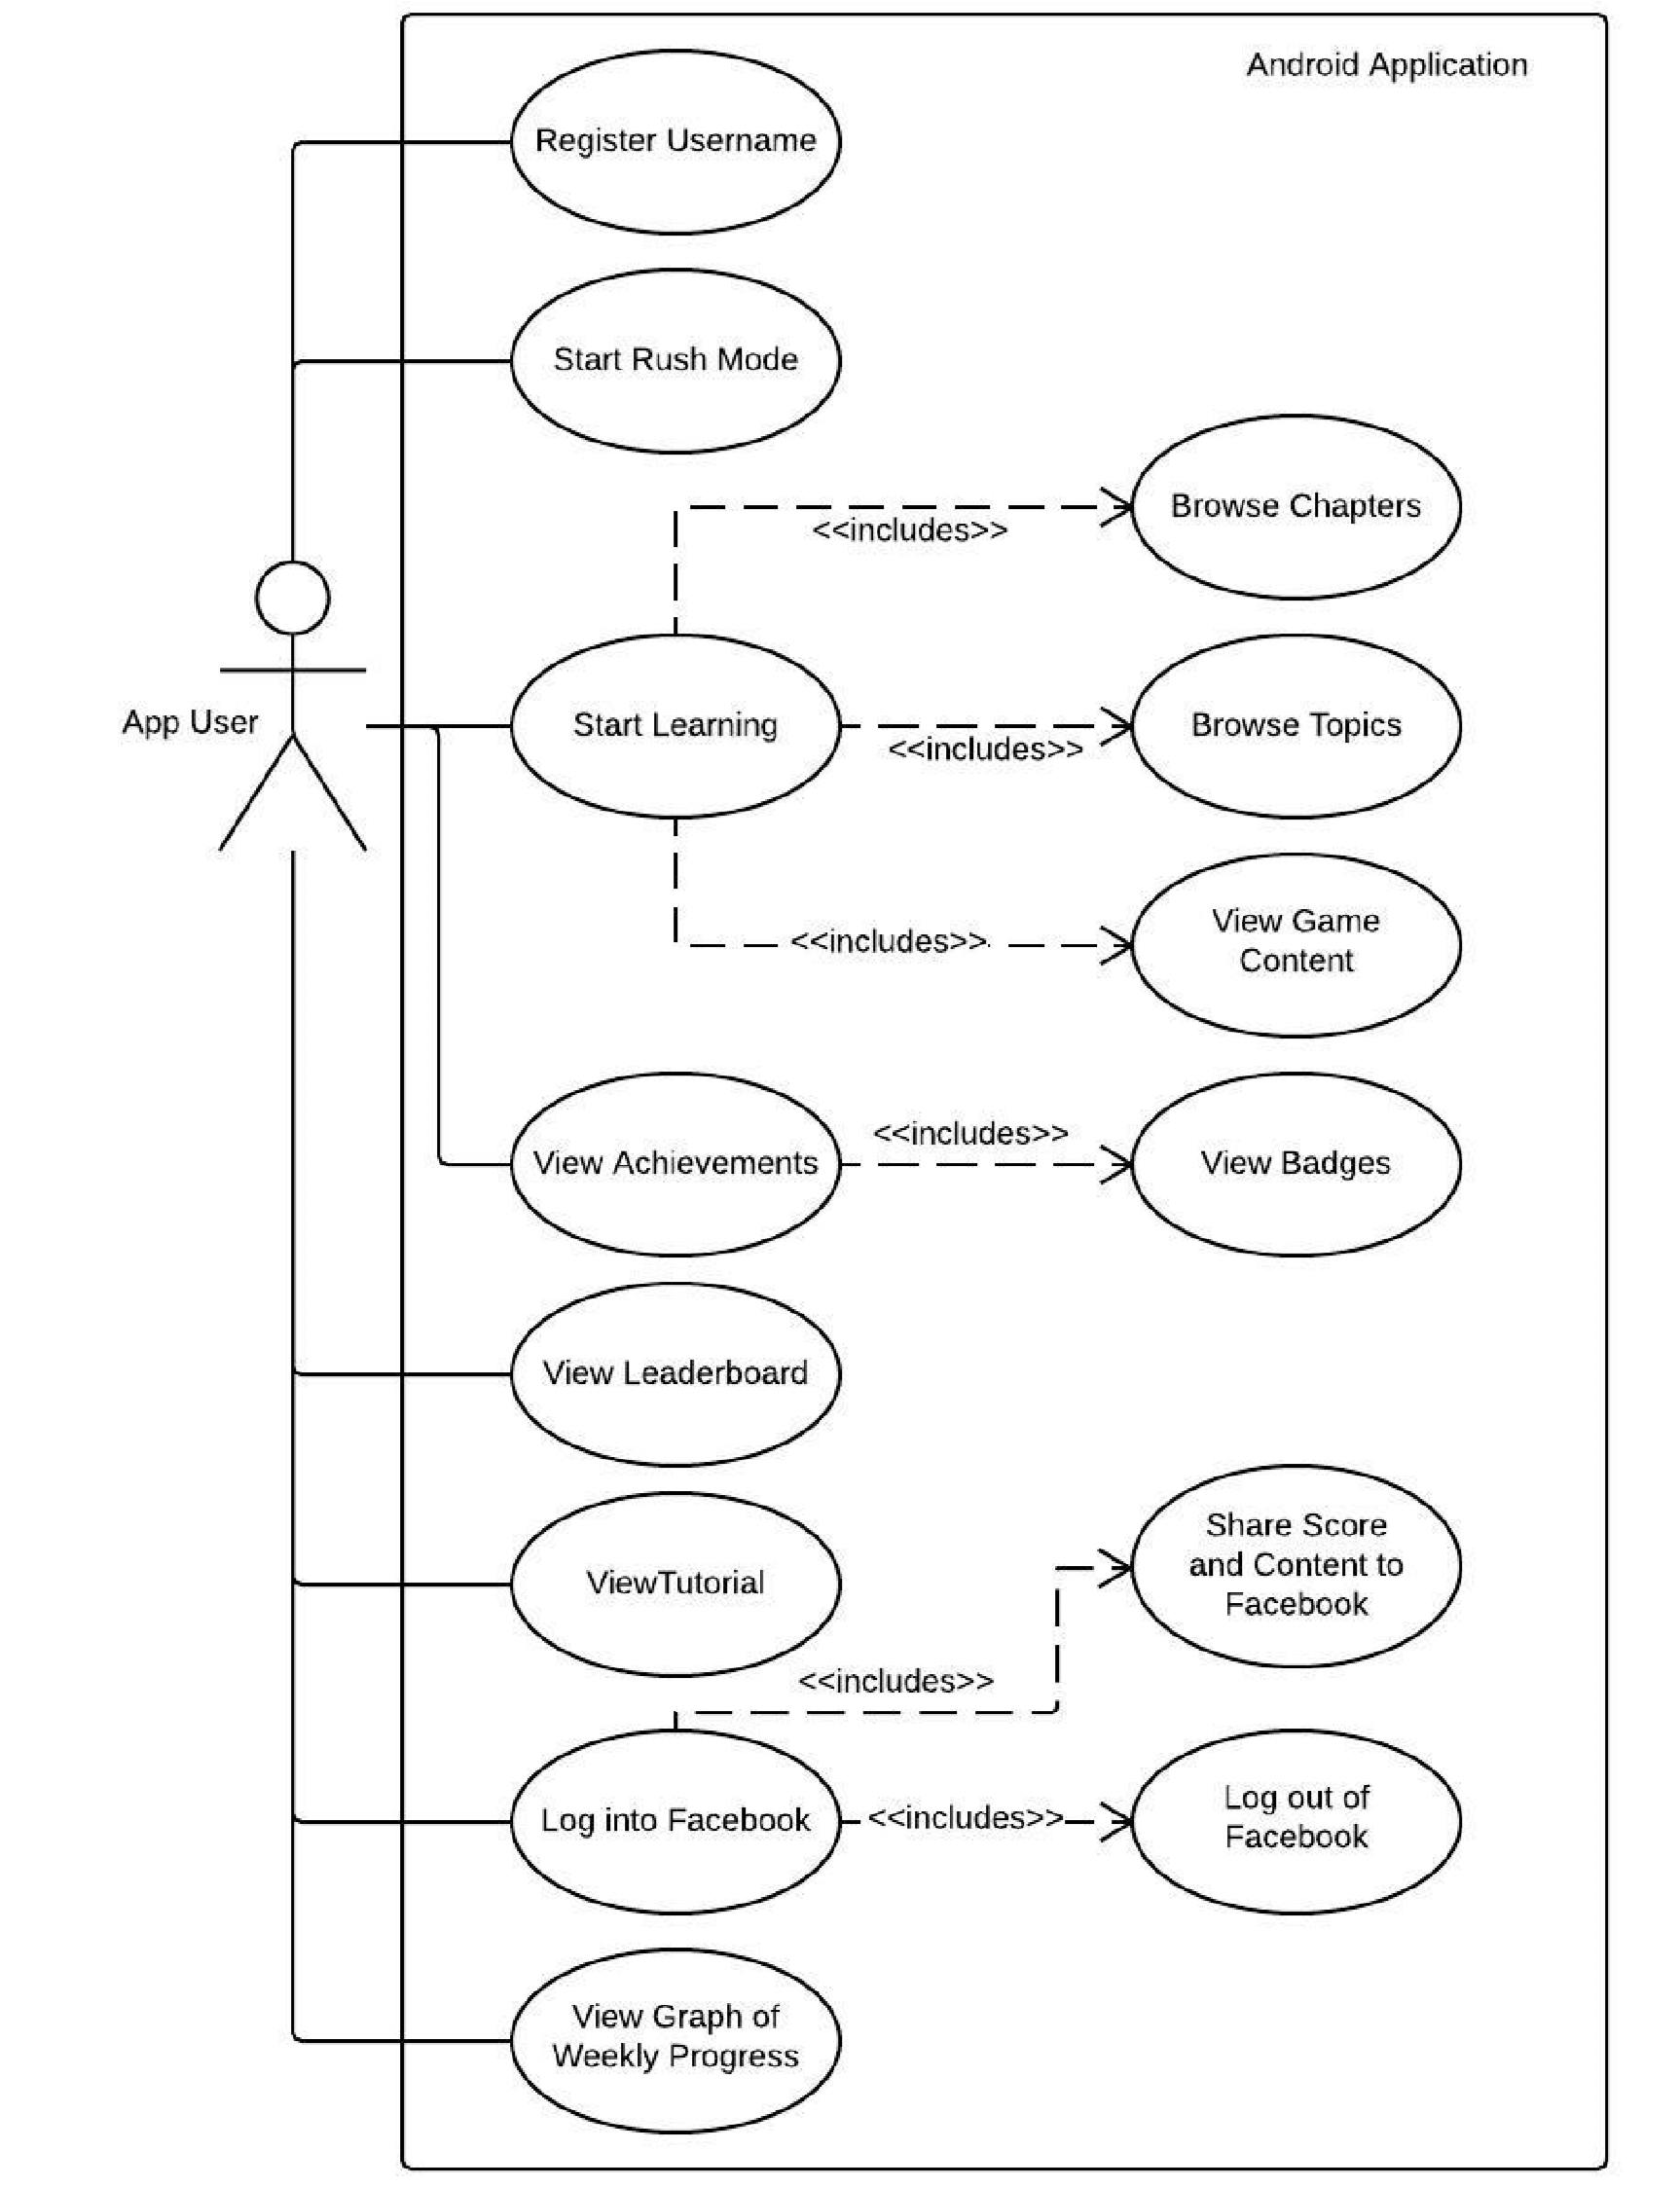 Android Application
Register Username
Start Rush Mode
Browse Chapters
<<includes>>
App User
Start Learning
<<includes>>
Browse Topics
View Game
Content
<<includes>>
View Achievements
<<includes>>
View Badges
View Leaderboard
ViewTutorial
Share Score
and Content to
Facebook
<<includes>>
Log into Facebook
<<includes>>
Log out of
Facebook
View Graph of
Weekly Progress